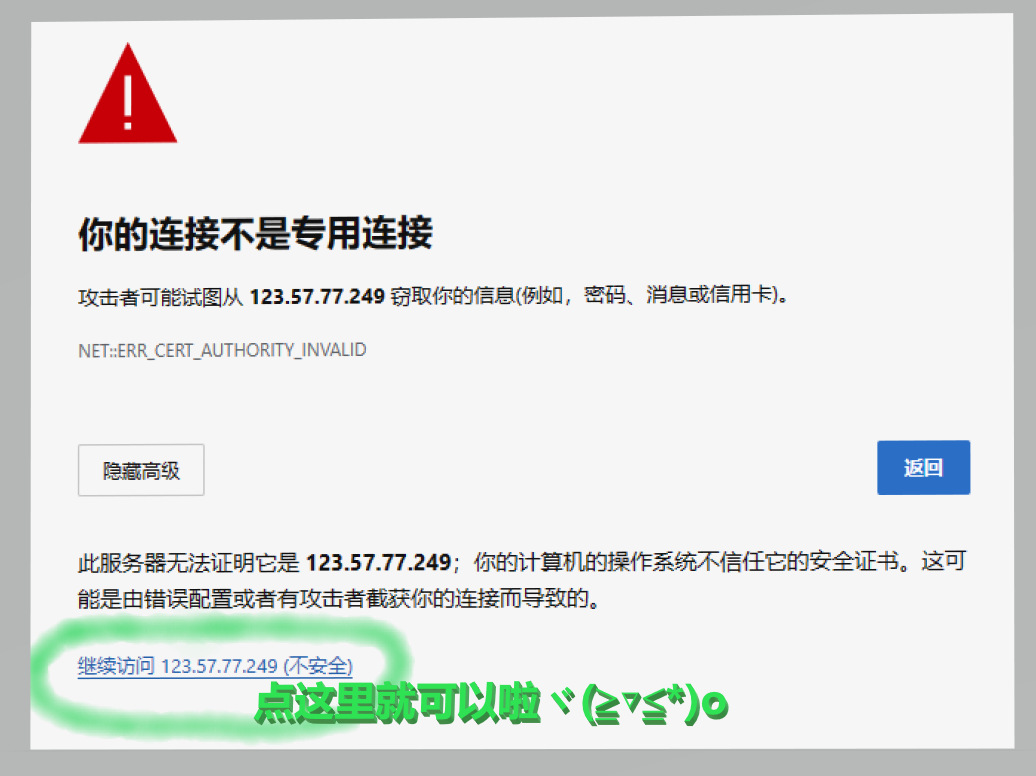 你的连接不是专用连接
攻击者可能试图从 123.57.77.249 窃取你的信息(例如，密码、消息或信用卡)。
NET::ERR_CERT_AUTHORITY_INVALID
隐藏高级
返回
此服务器无法证明它是 123.57.77.249；你的计算机的操作系统不信任它的安全证书。这可
能是由错误配置或者有攻击者截获你的连接而导致的。
继续访问 123.57.77.249 (不安全)
点这里就可以啦ヾ(≧▽≦*)o